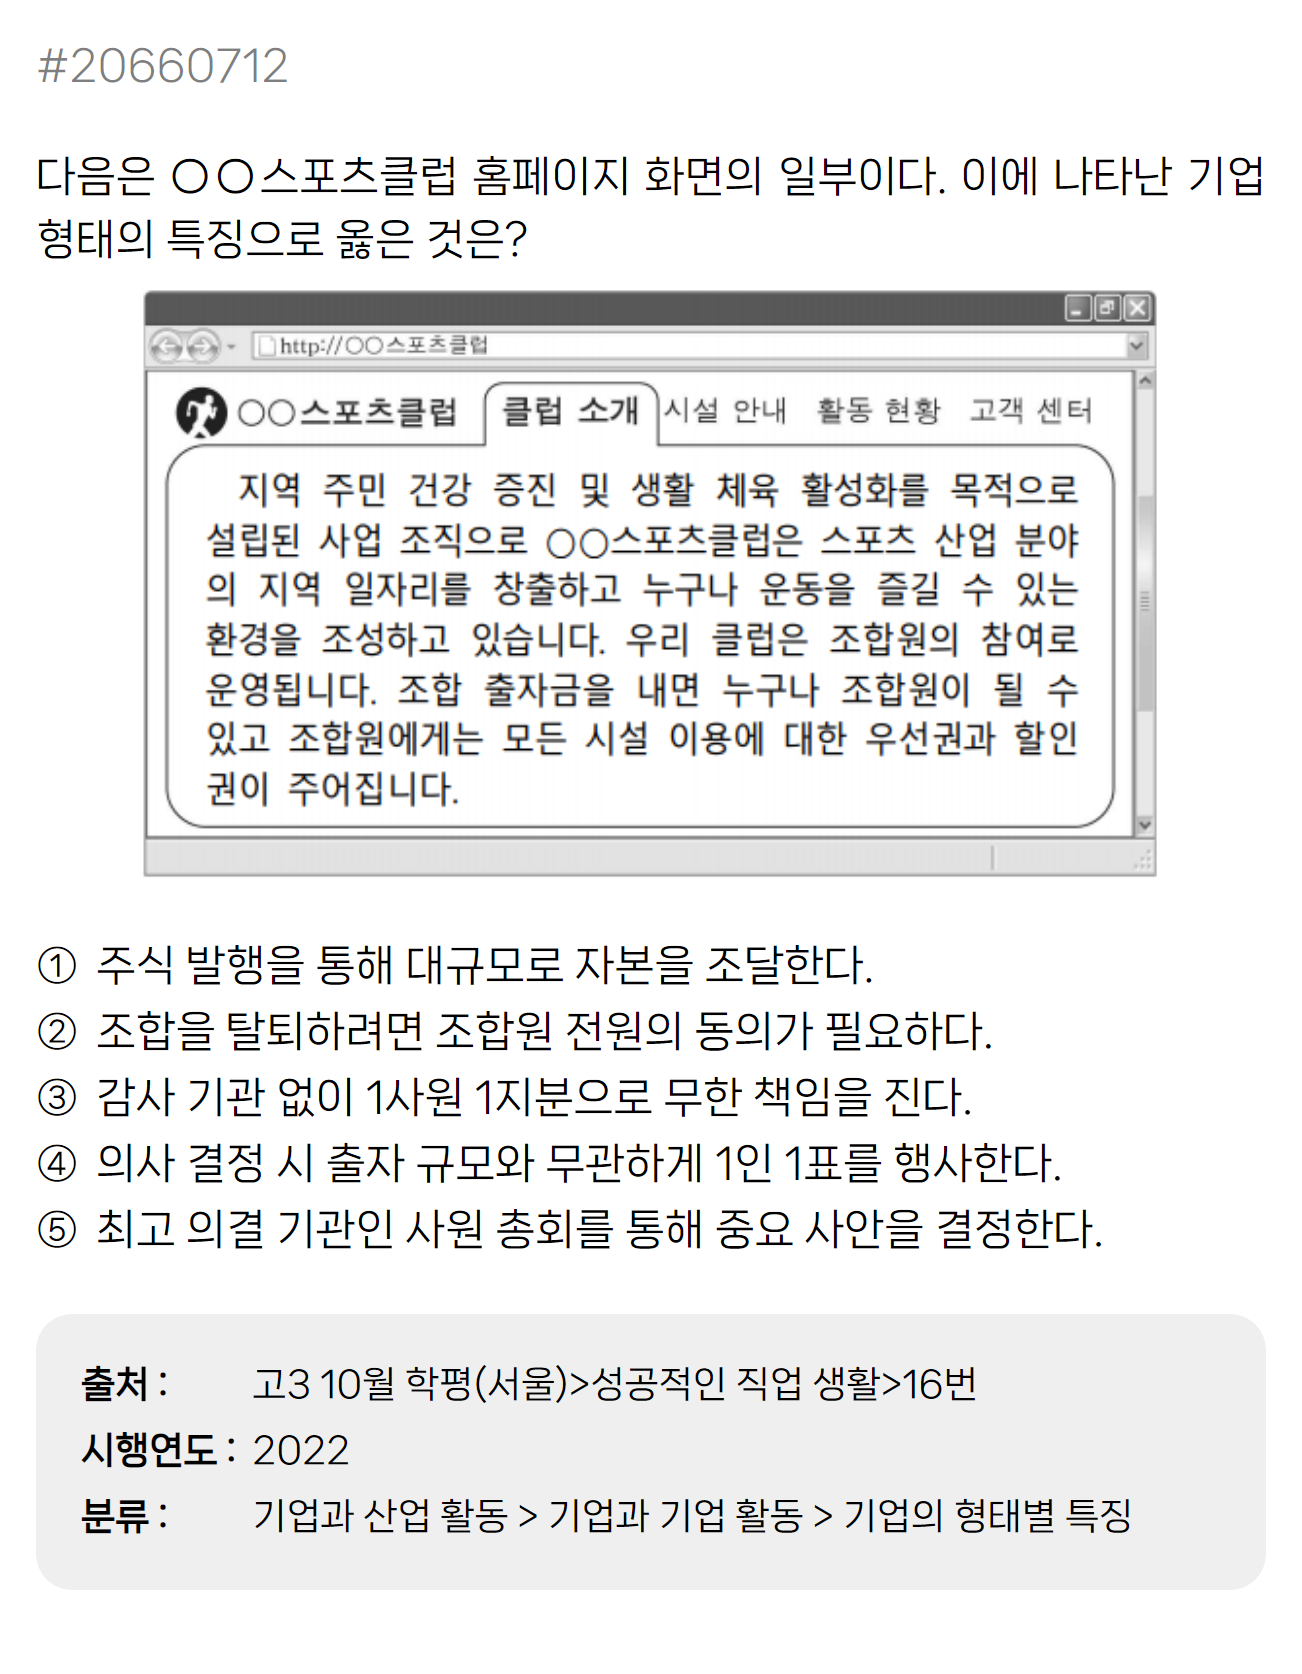 #20660712
다음은 ○○스포츠클럽 홈페이지 화면의 일부이다. 이에 나타난 기업
형태의 특징으로 옳은 것은?
http://○○스포츠클럽
○○스포츠클럽 클럽 소개 시설 안내 활동 현황 고객 센터
지역 주민 건강 증진 및 생활 체육 활성화를 목적으로
설립된 사업 조직으로 ○○스포츠클럽은 스포츠 산업 분야
의 지역 일자리를 창출하고 누구나 운동을 즐길 수 있는
환경을 조성하고 있습니다. 우리 클럽은 조합원의 참여로
운영됩니다. 조합 출자금을 내면 누구나 조합원이 될 수
있고 조합원에게는 모든 시설 이용에 대한 우선권과 할인
권이 주어집니다.
① 주식 발행을 통해 대규모로 자본을 조달한다.
② 조합을 탈퇴하려면 조합원 전원의 동의가 필요하다.
③ 감사 기관 없이 1사원 1지분으로 무한 책임을 진다.
④ 의사 결정 시 출자 규모와 무관하게 1인 1표를 행사한다.
⑤ 최고 의결 기관인 사원 총회를 통해 중요 사안을 결정한다.
출처 : 고3 10월 학평(서울)>성공적인 직업 생활>16번
시행연도 : 2022
분류 : 기업과 산업 활동 > 기업과 기업 활동 > 기업의 형태별 특징